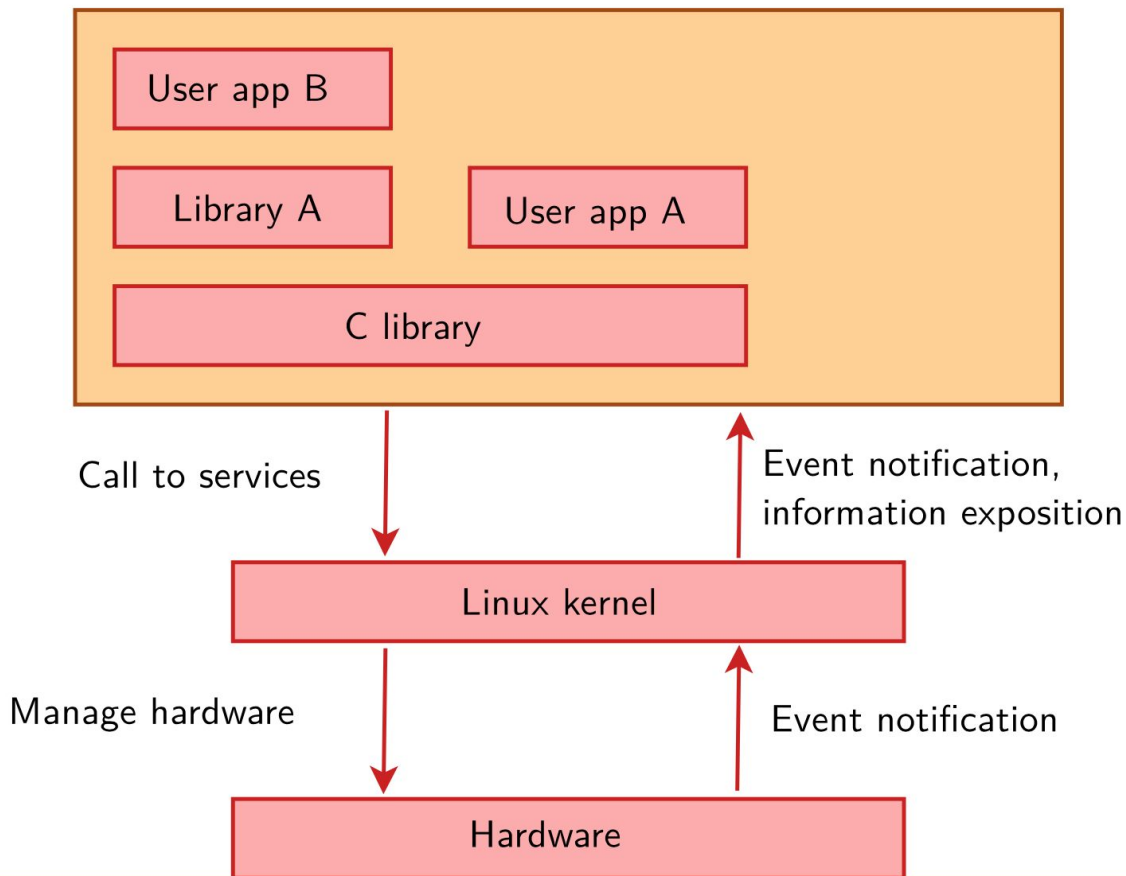 User app B
Library A
User app A
C library
Call to services
Event notification,
information exposition
Linux kernel
Manage hardware
Event notification
Hardware